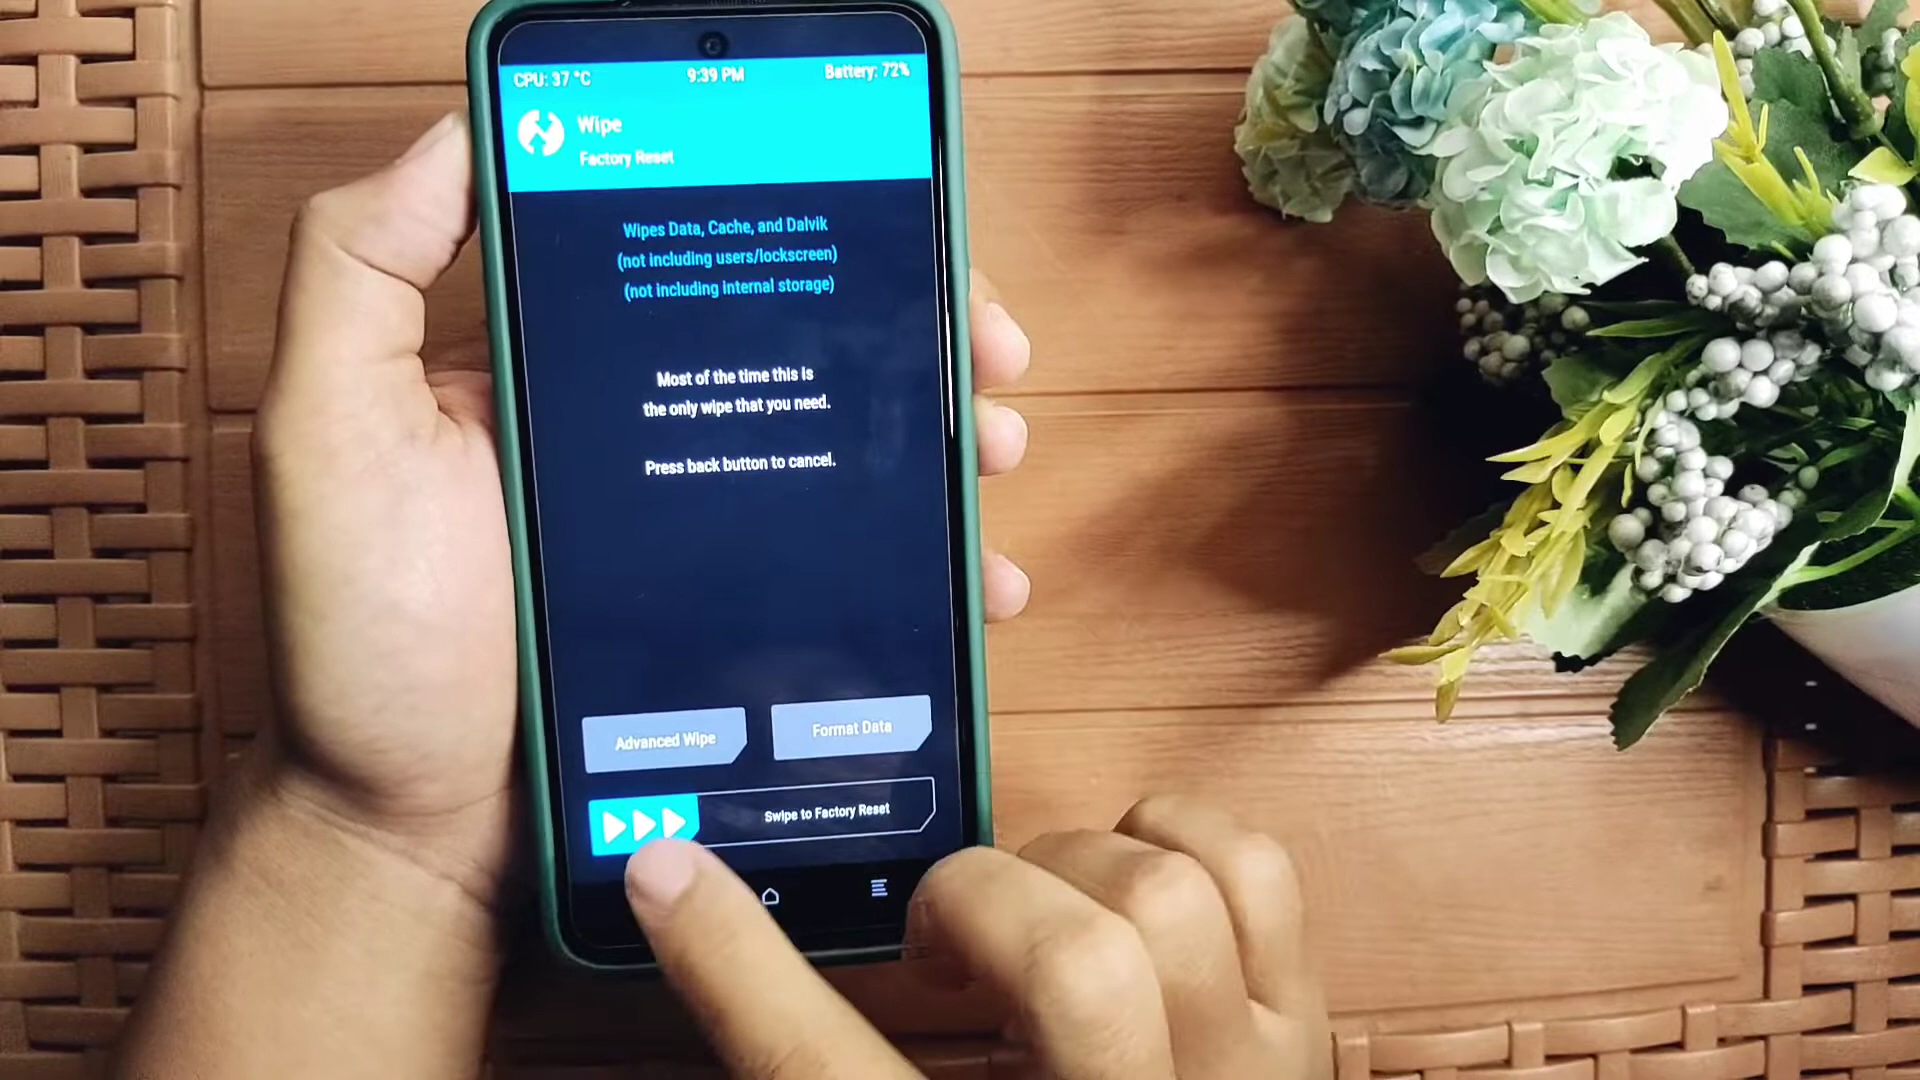 CPU: 37 °C 9:39 PM Battery: 72%
Wipe
Factory Reset
Wipes Data, Cache, and Dalvik
(not including users/lockscreen)
(not including internal storage)
Most of the time this is
the only wipe that you need.
Press back button to cancel.
Advanced Wipe Format Data
Swipe to Factory Reset